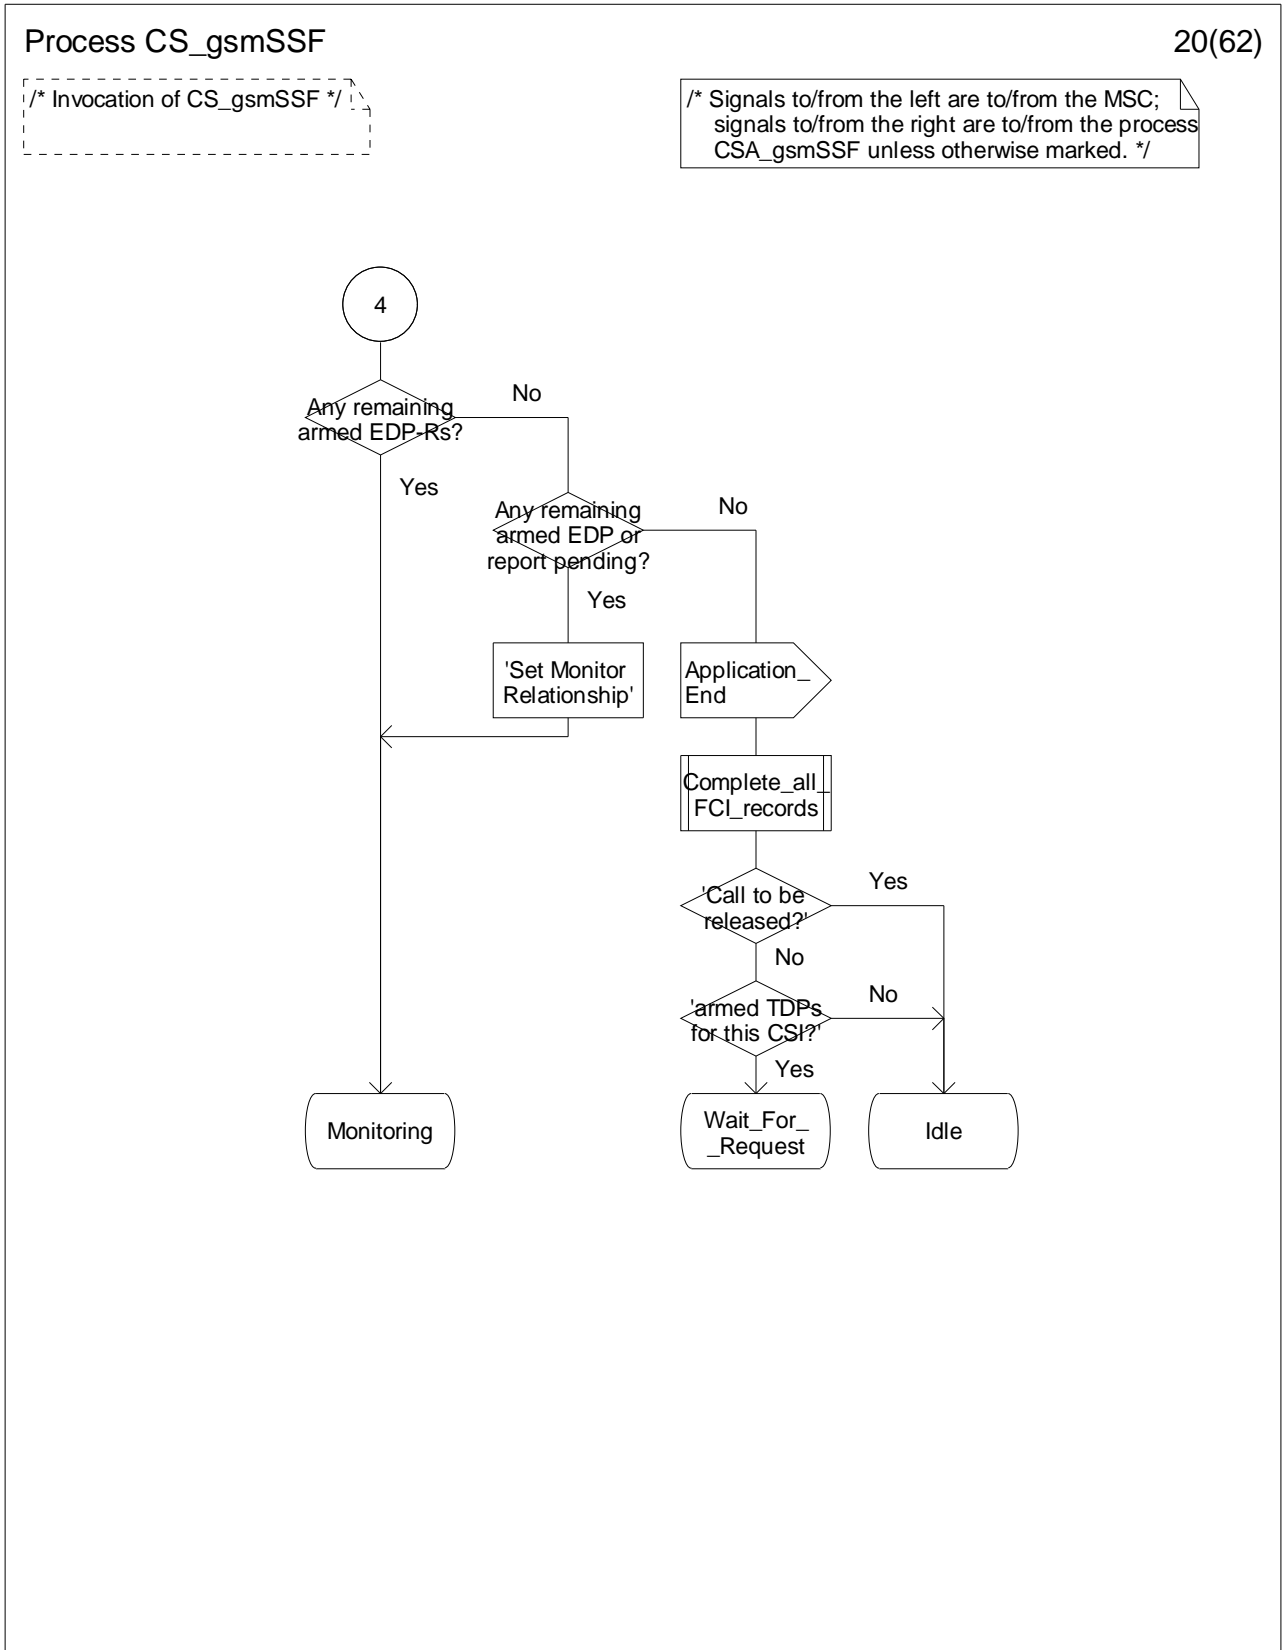 Process CS_gsmSSF
20(62)
/* Invocation of CS_gsmSSF */
/* Signals to/from the left are to/from the MSC;
signals to/from the right are to/from the process
CSA_gsmSSF unless otherwise marked. */
4
Any remaining
armed EDP-Rs?
No
Yes
Any remaining
armed EDP or
report pending?
No
Yes
'Set Monitor
Relationship'
Application_
End
Complete_all_
FCI_records
'Call to be
released?'
Yes
No
'armed TDPs
for this CSI?'
No
Yes
Monitoring
Wait_For_
_Request
Idle